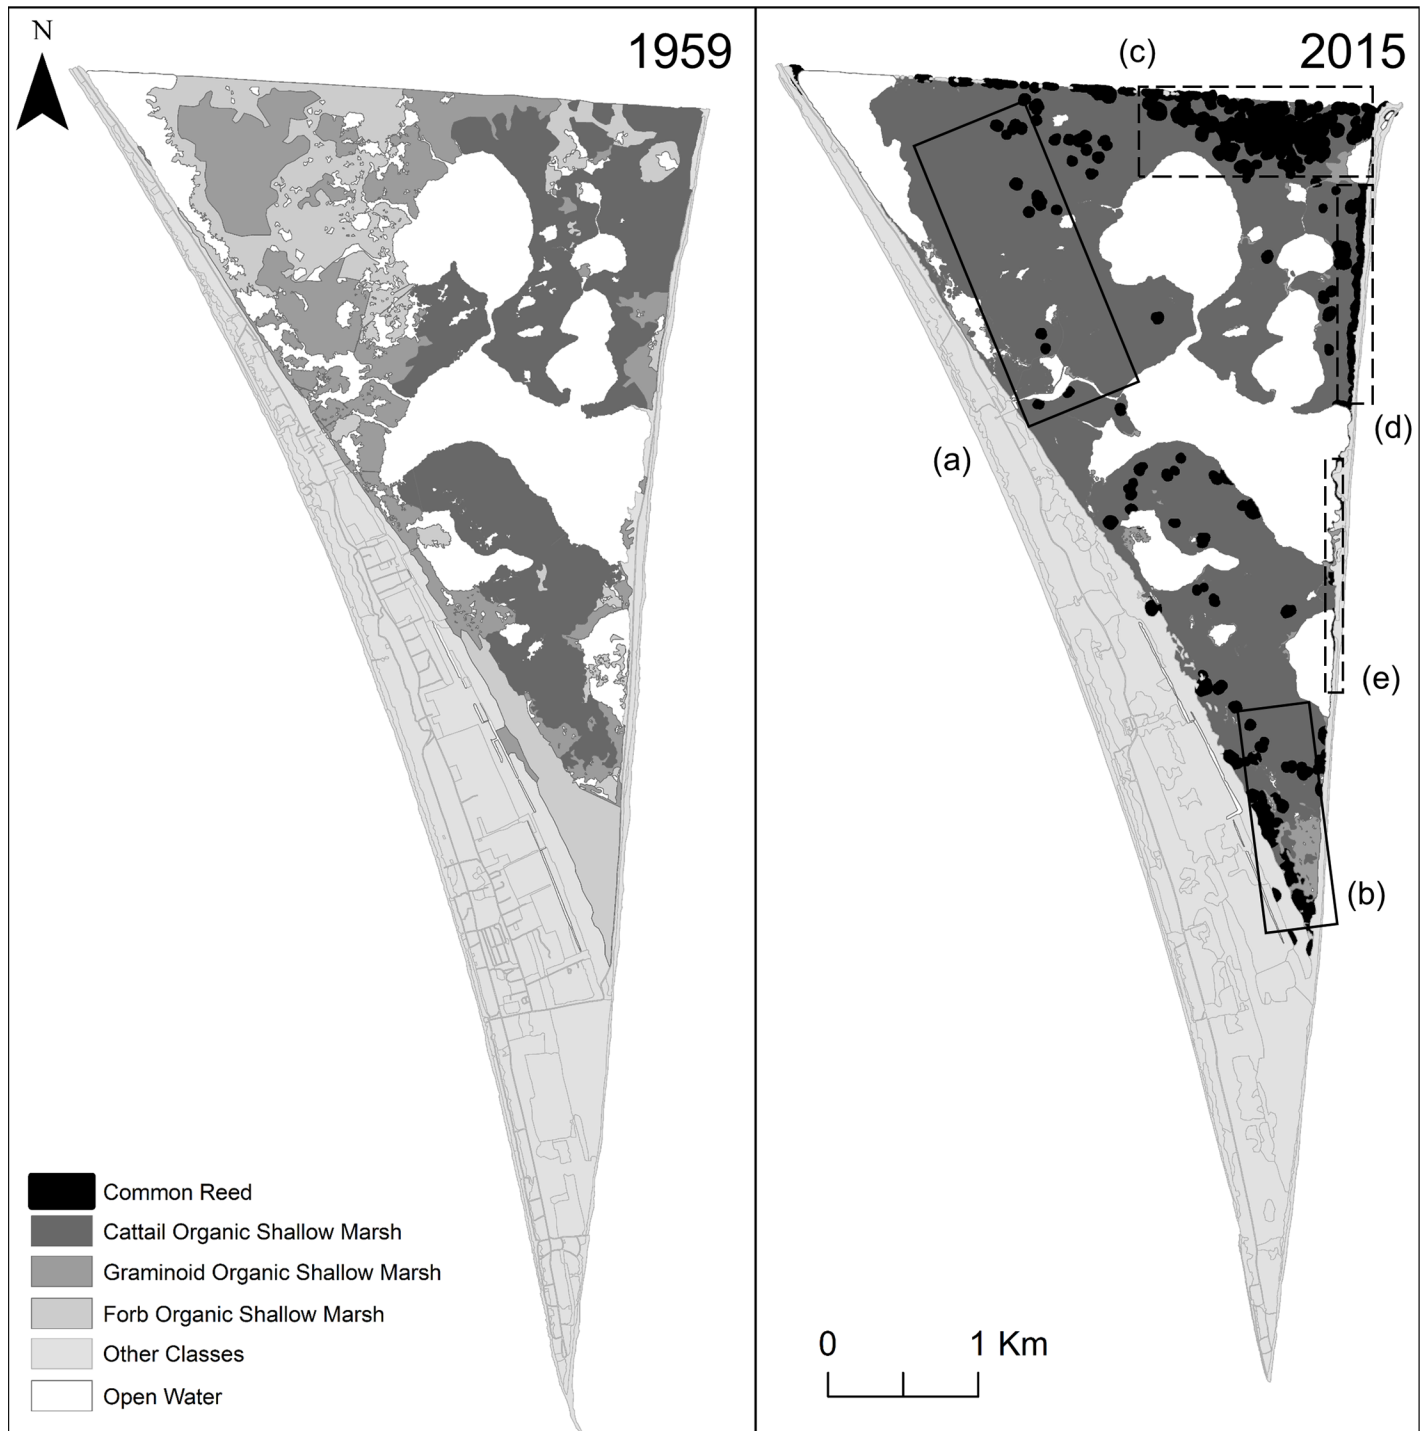 N
1959
2015
(c)
(d)
(a)
(e)
(b)
Common Reed
Cattail Organic Shallow Marsh
Graminoid Organic Shallow Marsh
Forb Organic Shallow Marsh
Other Classes
Open Water
0 1 Km